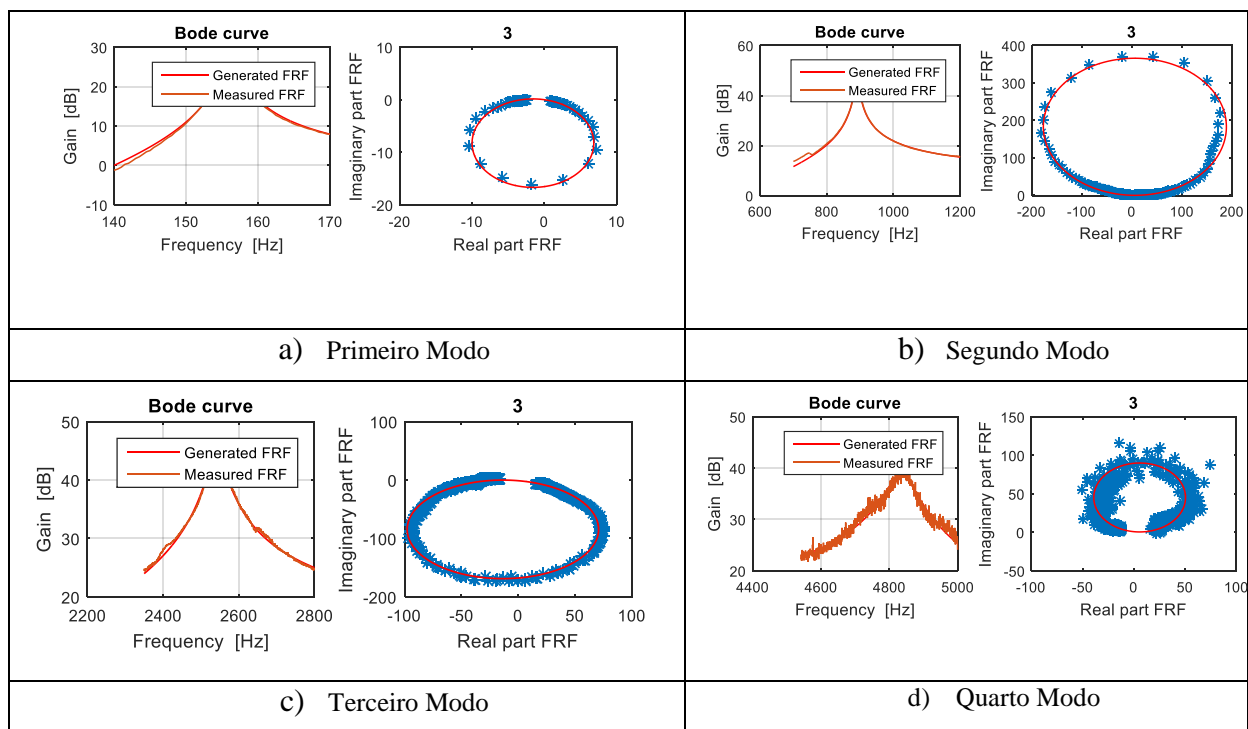 Bode curve
Gain [dB]
30
20
10
0
-10
Generated FRF
Measured FRF
140 150 160 170
Frequency [Hz]
3
Imaginary part FRF
10
0
-10
-20
-20 -10 0 10
Real part FRF
a) Primeiro Modo
Bode curve
Gain [dB]
60
40
20
0
Generated FRF
Measured FRF
600 800 1000 1200
Frequency [Hz]
3
Imaginary part FRF
400
300
200
100
0
-200 -100 0 100 200
Real part FRF
b) Segundo Modo
Bode curve
Gain [dB]
50
40
30
20
Generated FRF
Measured FRF
2200 2400 2600 2800
Frequency [Hz]
3
Imaginary part FRF
100
0
-100
-200
-100 -50 0 50 100
Real part FRF
c) Terceiro Modo
Bode curve
Gain [dB]
50
40
30
20
Generated FRF
Measured FRF
4400 4600 4800 5000
Frequency [Hz]
3
Imaginary part FRF
150
100
50
0
-50
-50 0 50 100
Real part FRF
d) Quarto Modo